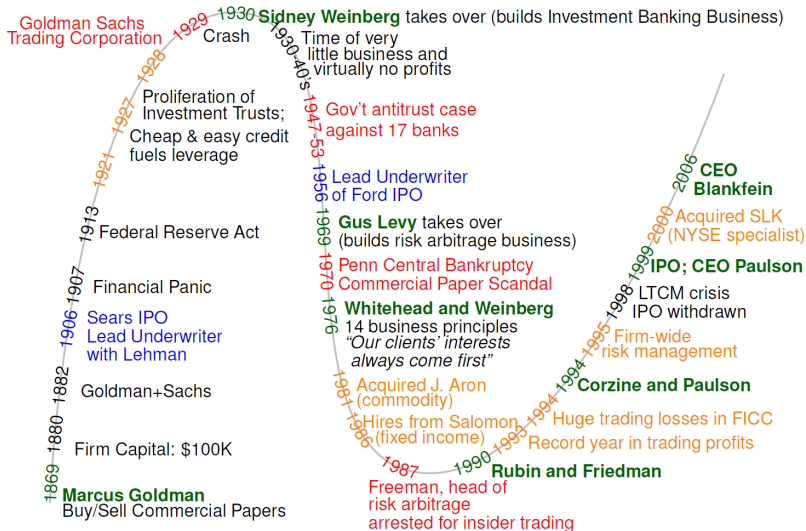 1869
Marcus Goldman
Buy/Sell Commercial Papers
1880
Firm Capital: $100K
1882
Goldman+Sachs
1906
Sears IPO
Lead Underwriter
with Lehman
1907
Financial Panic
1913
Federal Reserve Act
1921
1927
Proliferation of
Investment Trusts;
Cheap & easy credit
fuels leverage
1928
1929
Goldman Sachs
Trading Corporation
Crash
1930
Sidney Weinberg takes over (builds Investment Banking Business)
1930-40's
Time of very
little business and
virtually no profits
1947-53
Gov't antitrust case
against 17 banks
1956
Lead Underwriter
of Ford IPO
1969
Gus Levy takes over
(builds risk arbitrage business)
1970
Penn Central Bankruptcy
Commercial Paper Scandal
1976
Whitehead and Weinberg
14 business principles
“Our clients’ interests
always come first”
1981
Acquired J. Aron
(commodity)
1986
Hires from Salomon
(fixed income)
1987
Freeman, head of
risk arbitrage
arrested for insider trading
1990
Rubin and Friedman
1993
Record year in trading profits
1994
Huge trading losses in FICC
1994
Corzine and Paulson
1995
Firm-wide
risk management
1998
LTCM crisis
IPO withdrawn
1999
IPO; CEO Paulson
2000
Acquired SLK
(NYSE specialist)
2006
CEO
Blankfein